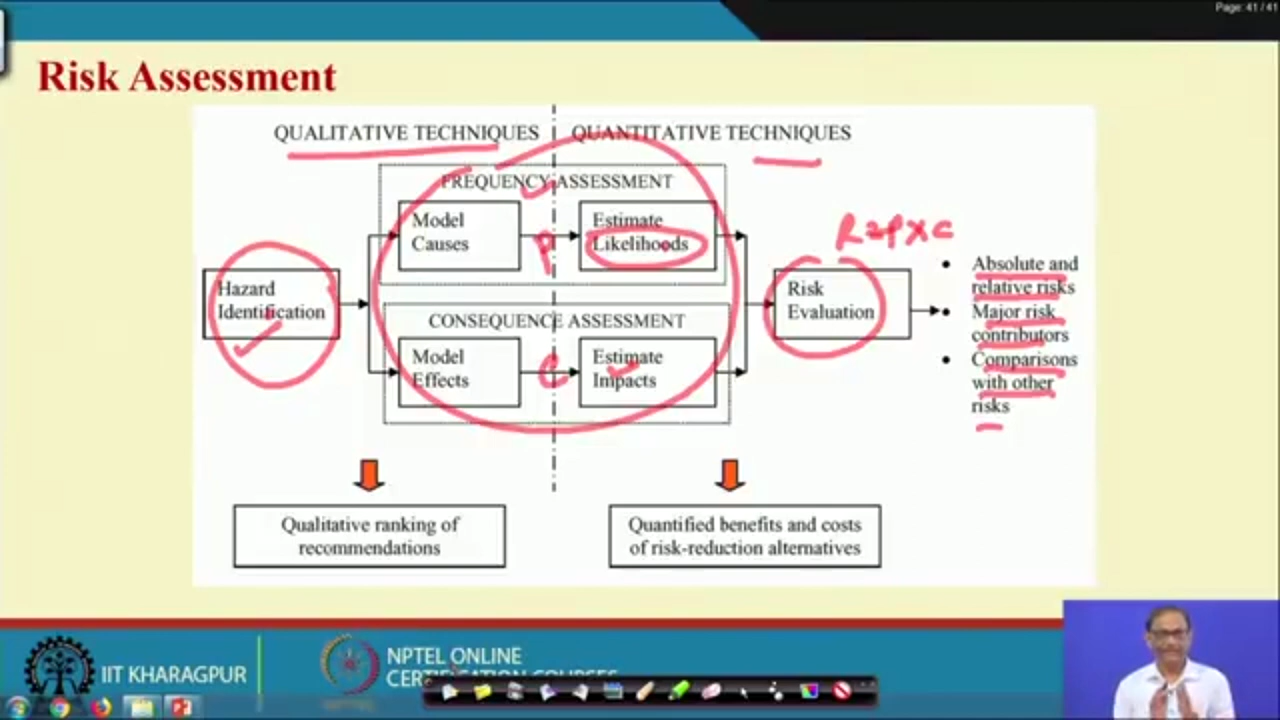 Page: 41 / 41
Risk Assessment
QUALITATIVE TECHNIQUES
QUANTITATIVE TECHNIQUES
FREQUENCY ASSESSMENT
Model
Causes
P
Estimate
Likelihoods
Hazard
Identification
CONSEQUENCE ASSESSMENT
Model
Effects
C
Estimate
Impacts
Risk
Evaluation
R=P×C
• Absolute and
relative risks
• Major risk
contributors
• Comparisons
with other
risks
Qualitative ranking of
recommendations
Quantified benefits and costs
of risk-reduction alternatives
IIT KHARAGPUR
NPTEL ONLINE
CERTIFICATION COURSES